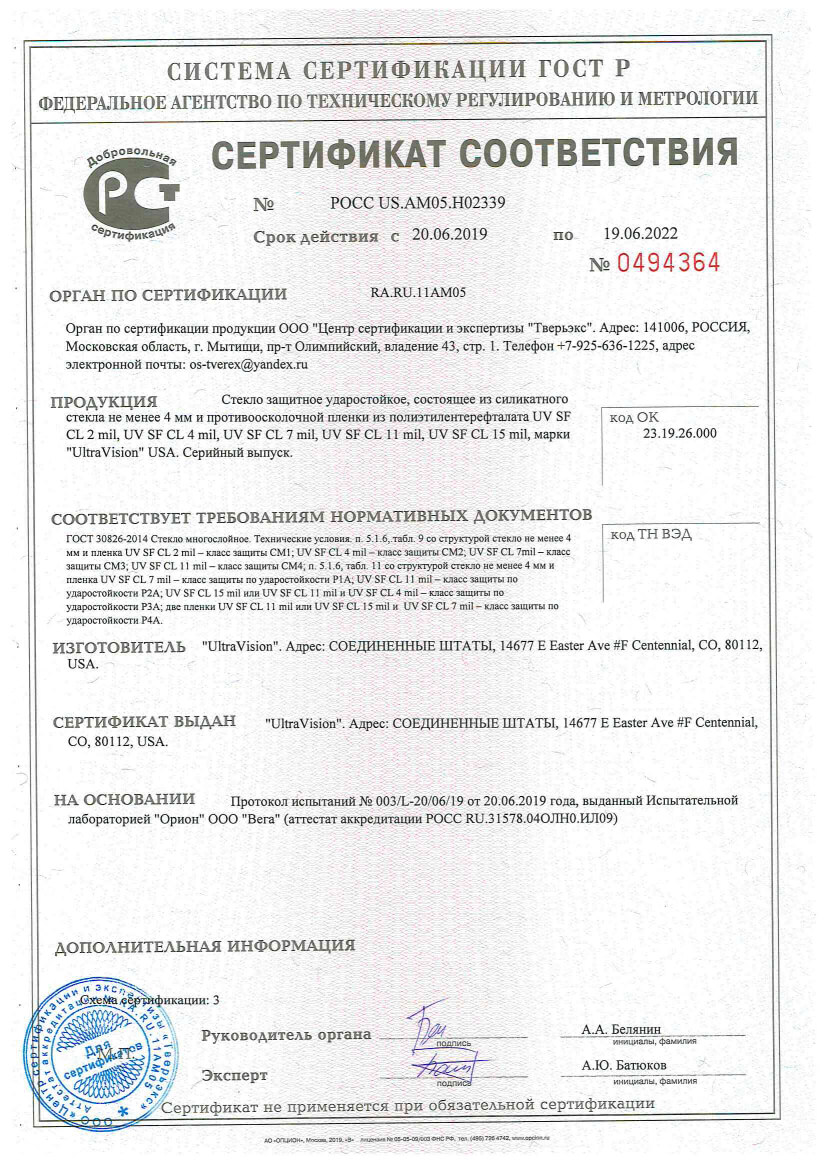 СИСТЕМА СЕРТИФИКАЦИИ ГОСТ Р
ФЕДЕРАЛЬНОЕ АГЕНТСТВО ПО ТЕХНИЧЕСКОМУ РЕГУЛИРОВАНИЮ И МЕТРОЛОГИИ
Добровольная
РСТ
сертификация
СЕРТИФИКАТ СООТВЕТСТВИЯ
№ РОСС US.АМ05.Н02339
Срок действия с 20.06.2019 по 19.06.2022
№ 0494364
ОРГАН ПО СЕРТИФИКАЦИИ RA.RU.11АМ05
Орган по сертификации продукции ООО "Центр сертификации и экспертизы "Тверьэкс". Адрес: 141006, РОССИЯ,
Московская область, г. Мытищи, пр-т Олимпийский, владение 43, стр. 1. Телефон +7-925-636-1225, адрес
электронной почты: os-tverex@yandex.ru
ПРОДУКЦИЯ Стекло защитное ударостойкое, состоящее из силикатного
стекла не менее 4 мм и противоосколочной пленки из полиэтилентерефталата UV SF
CL 2 mil, UV SF CL 4 mil, UV SF CL 7 mil, UV SF CL 11 mil, UV SF CL 15 mil, марки
"UltraVision" USA. Серийный выпуск.
код ОК
23.19.26.000
СООТВЕТСТВУЕТ ТРЕБОВАНИЯМ НОРМАТИВНЫХ ДОКУМЕНТОВ
ГОСТ 30826-2014 Стекло многослойное. Технические условия. п. 5.1.6, табл. 9 со структурой стекло не менее 4
мм и пленка UV SF CL 2 mil – класс защиты СМ1; UV SF CL 4 mil – класс защиты СМ2; UV SF CL 7mil – класс
защиты СМ3; UV SF CL 11 mil – класс защиты СМ4; п. 5.1.6, табл. 11 со структурой стекло не менее 4 мм и
пленка UV SF CL 7 mil – класс защиты по ударостойкости Р1А; UV SF CL 11 mil – класс защиты по
ударостойкости Р2А; UV SF CL 15 mil или UV SF CL 11 mil и UV SF CL 4 mil – класс защиты по
ударостойкости Р3А; две пленки UV SF CL 11 mil или UV SF CL 15 mil и UV SF CL 7 mil – класс защиты по
ударостойкости Р4А.
код ТН ВЭД
ИЗГОТОВИТЕЛЬ "UltraVision". Адрес: СОЕДИНЕННЫЕ ШТАТЫ, 14677 E Easter Ave #F Centennial, CO, 80112,
USA.
СЕРТИФИКАТ ВЫДАН "UltraVision". Адрес: СОЕДИНЕННЫЕ ШТАТЫ, 14677 E Easter Ave #F Centennial,
CO, 80112, USA.
НА ОСНОВАНИИ Протокол испытаний № 003/L-20/06/19 от 20.06.2019 года, выданный Испытательной
лабораторией "Орион" ООО "Вега" (аттестат аккредитации РОСС RU.31578.04ОЛН0.ИЛ09)
ДОПОЛНИТЕЛЬНАЯ ИНФОРМАЦИЯ
Схема сертификации: 3
«Центр сертификации и экспертизы «Тверьэкс»
Аттестат аккредитации № RA.RU.11АМ05
Для
сертификатов
ООО
М.П.
Руководитель органа
подпись
А.А. Белянин
инициалы, фамилия
Эксперт
подпись
А.Ю. Батюков
инициалы, фамилия
Сертификат не применяется при обязательной сертификации
АО «ОПЦИОН», Москва, 2019, «В» лицензия № 05-05-09/003 ФНС РФ, тел. (495) 726 4742, www.opcion.ru